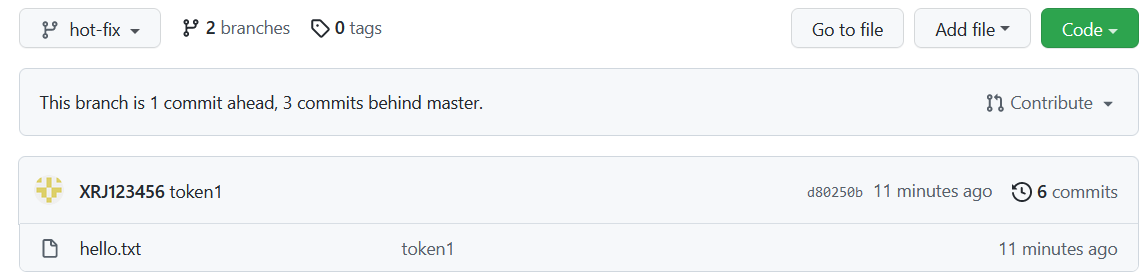 hot-fix 2 branches 0 tags Go to file Add file Code
This branch is 1 commit ahead, 3 commits behind master. Contribute
XRJ123456 token1 d80250b 11 minutes ago 6 commits
hello.txt token1 11 minutes ago